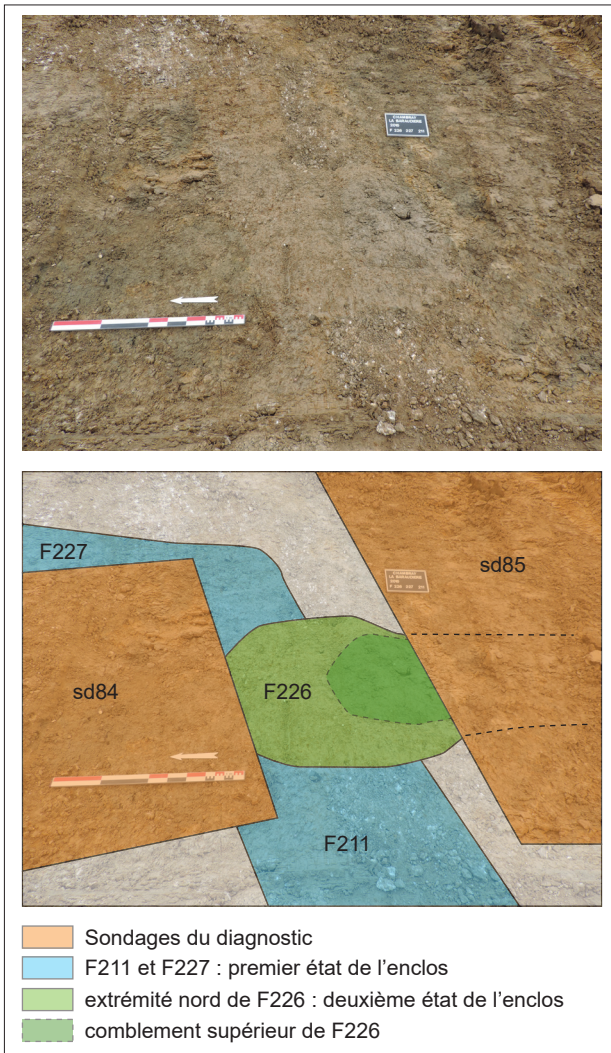 F227
sd85
sd84
F226
F211
Sondages du diagnostic
F211 et F227 : premier état de l'enclos
extrémité nord de F226 : deuxième état de l'enclos
comblement supérieur de F226